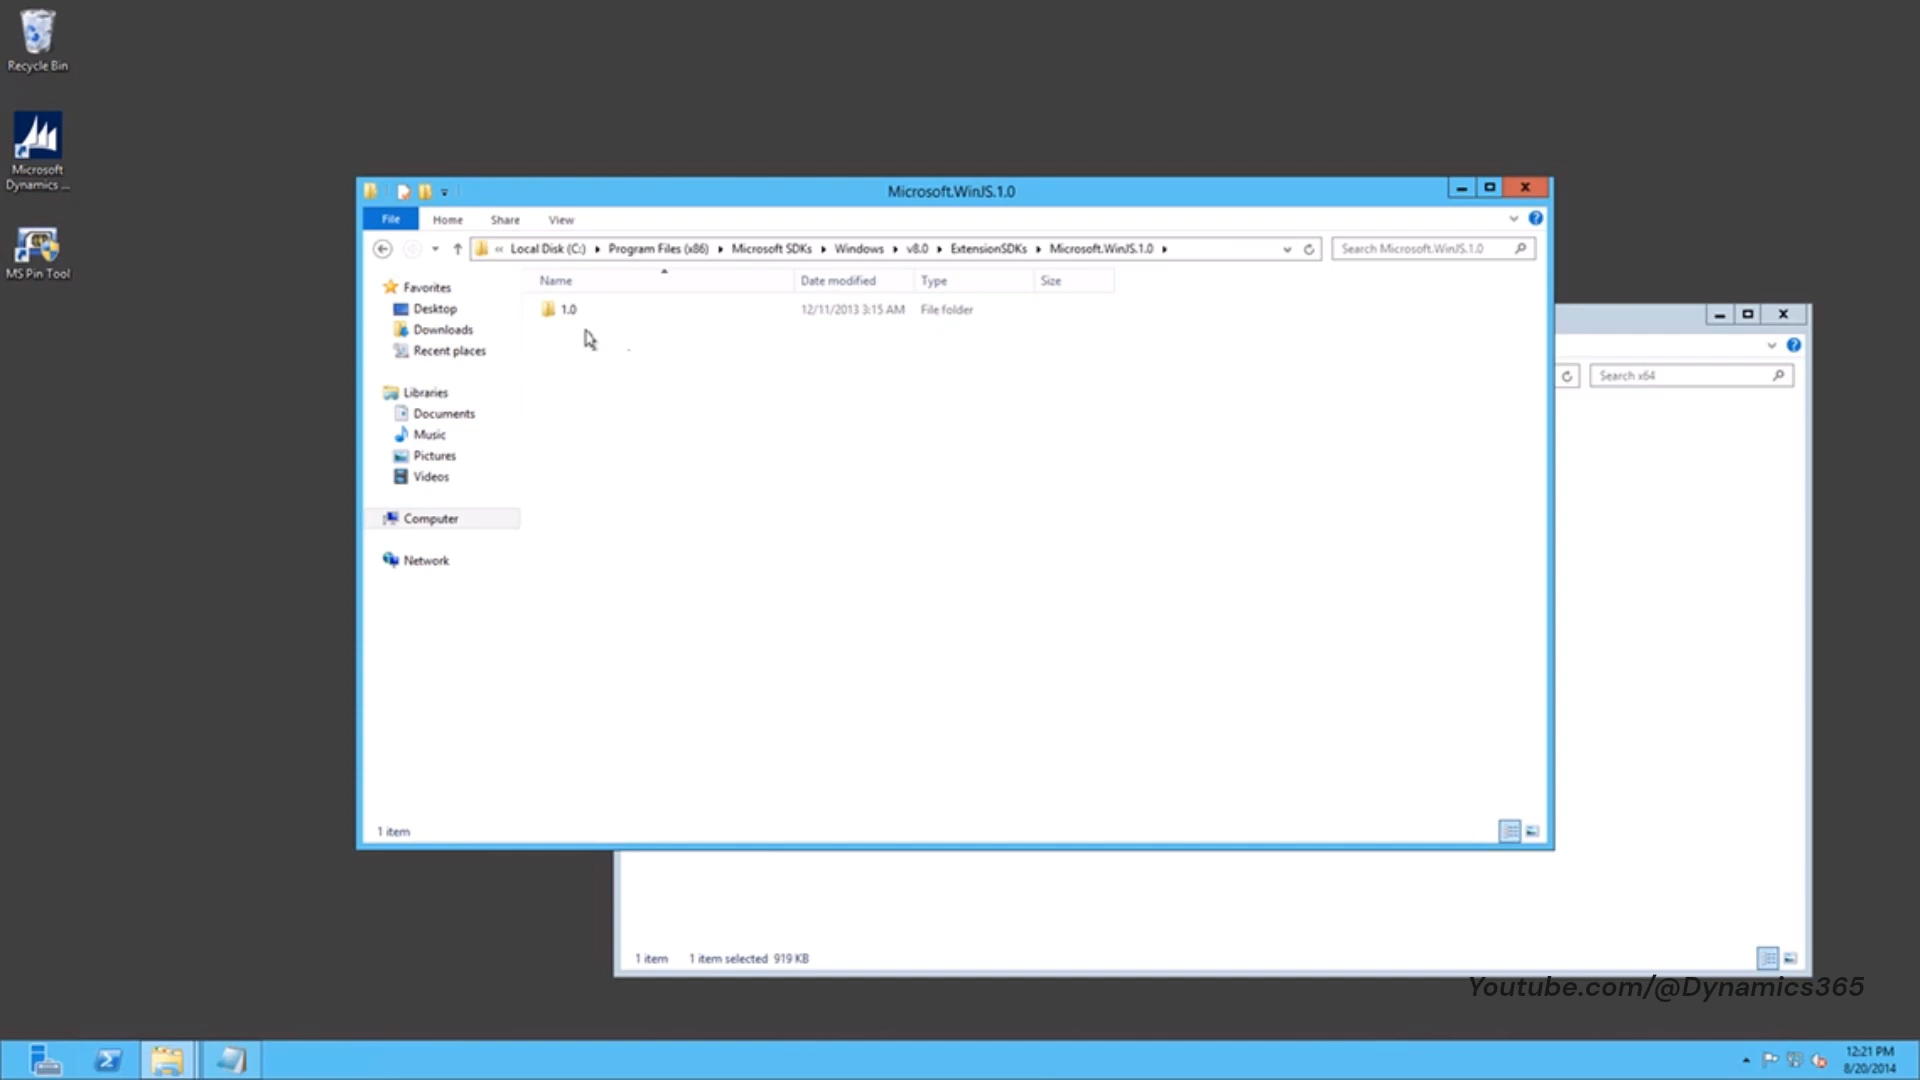 Recycle Bin
Microsoft
Dynamics ...
MS Pin Tool
Microsoft.WinJS.1.0
File Home Share View
« Local Disk (C:) Program Files (x86) Microsoft SDKs Windows v8.0 ExtensionSDKs Microsoft.WinJS.1.0
Search Microsoft.WinJS.1.0
Name Date modified Type Size
1.0 12/11/2013 3:15 AM File folder
Favorites
Desktop
Downloads
Recent places
Libraries
Documents
Music
Pictures
Videos
Computer
Network
1 item
Search x64
1 item 1 item selected 919 KB
Youtube.com/@Dynamics365
12:21 PM
8/20/2014